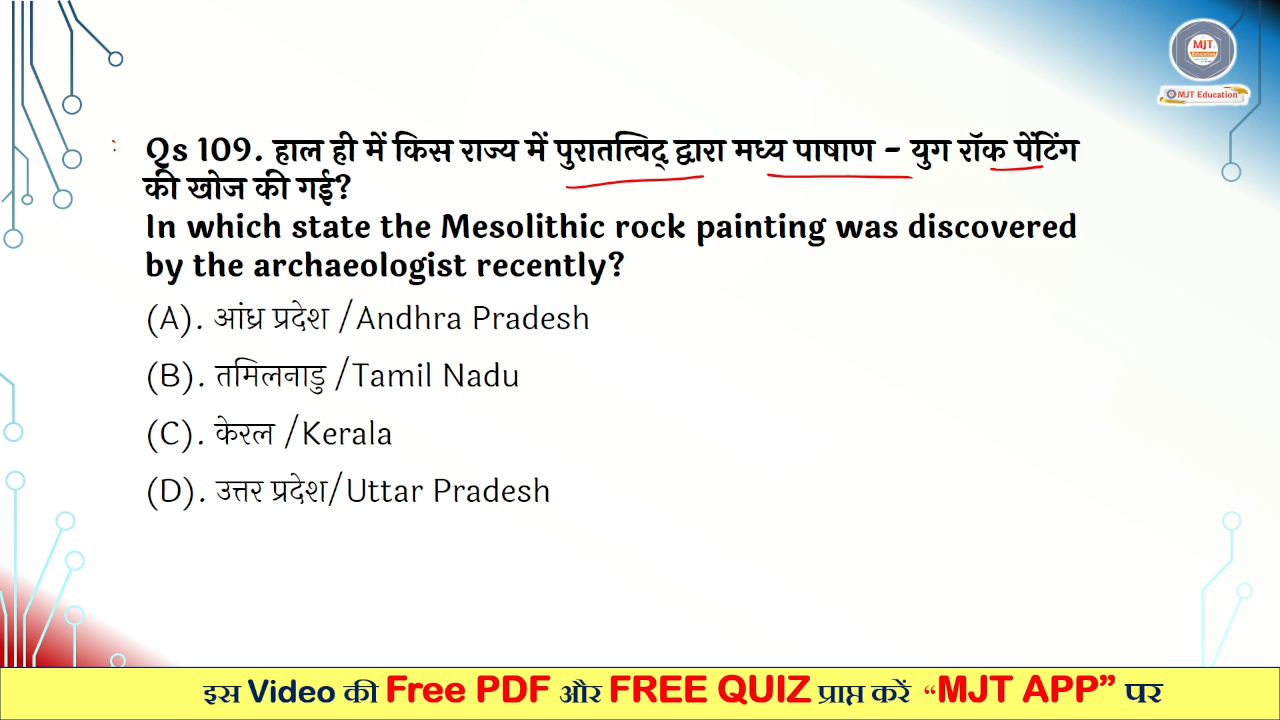 MJT
Education
MJT Education
Qs 109. हाल ही में किस राज्य में पुरातत्विद् द्वारा मध्य पाषाण - युग रॉक पेंटिंग
की खोज की गई?
In which state the Mesolithic rock painting was discovered
by the archaeologist recently?
(A). आंध्र प्रदेश /Andhra Pradesh
(B). तमिलनाडु /Tamil Nadu
(C). केरल /Kerala
(D). उत्तर प्रदेश/Uttar Pradesh
इस Video की Free PDF और FREE QUIZ प्राप्त करें “MJT APP” पर